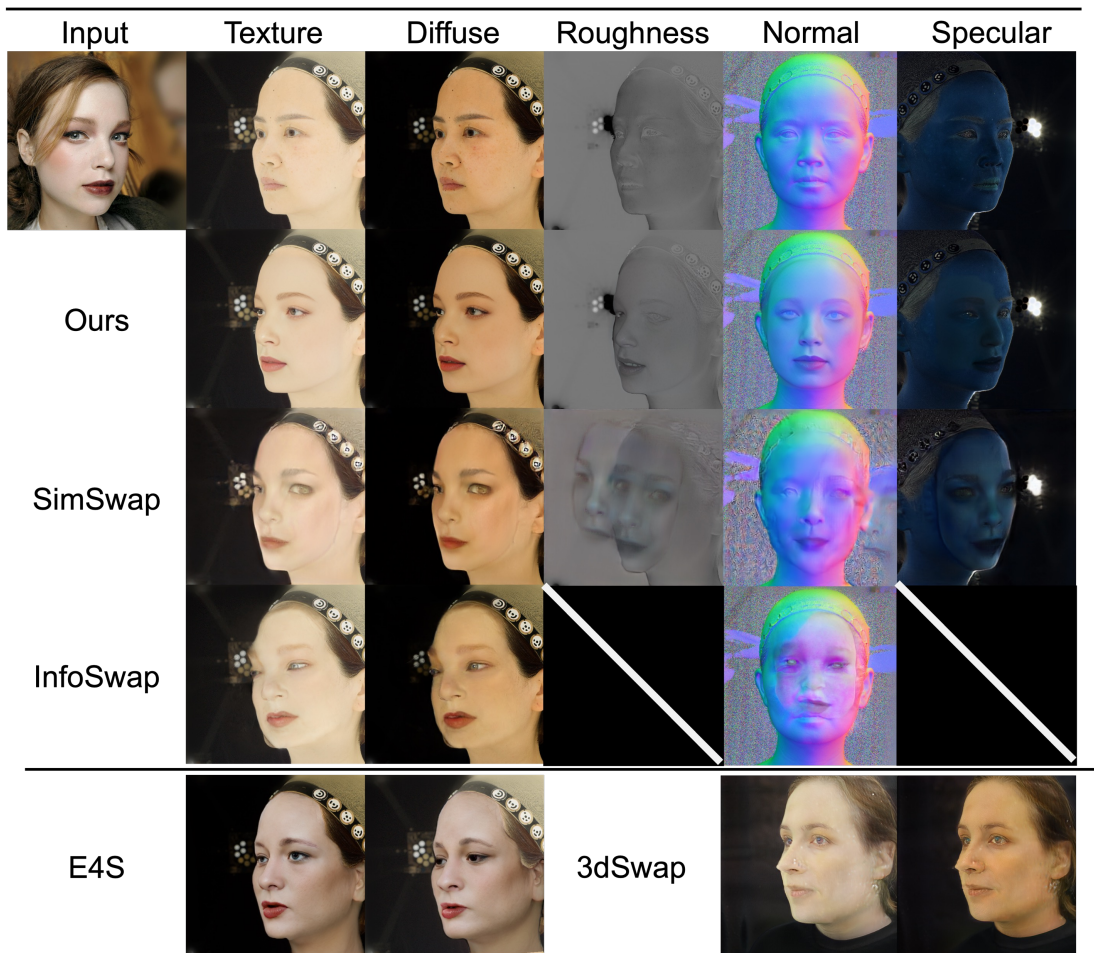 Input Texture Diffuse Roughness Normal Specular
Ours
SimSwap
InfoSwap
E4S 3dSwap